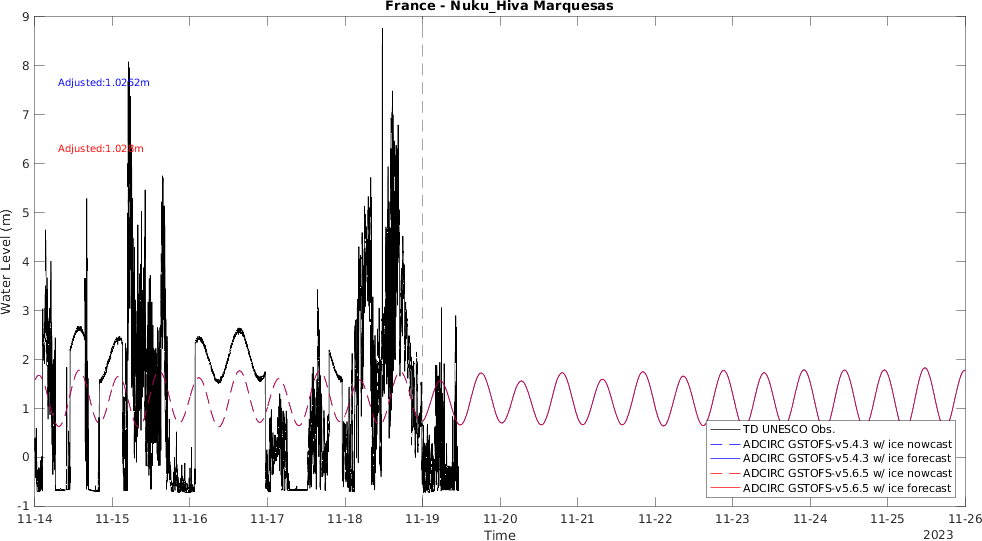 France - Nuku_Hiva Marquesas
9
8
7
6
5
4
3
2
1
0
-1
Water Level (m)
Adjusted:1.0262m
Adjusted:1.029m
TD UNESCO Obs.
ADCIRC GSTOFS-v5.4.3 w/ ice nowcast
ADCIRC GSTOFS-v5.4.3 w/ ice forecast
ADCIRC GSTOFS-v5.6.5 w/ ice nowcast
ADCIRC GSTOFS-v5.6.5 w/ ice forecast
11-14 11-15 11-16 11-17 11-18 11-19 11-20 11-21 11-22 11-23 11-24 11-25 11-26
Time
2023